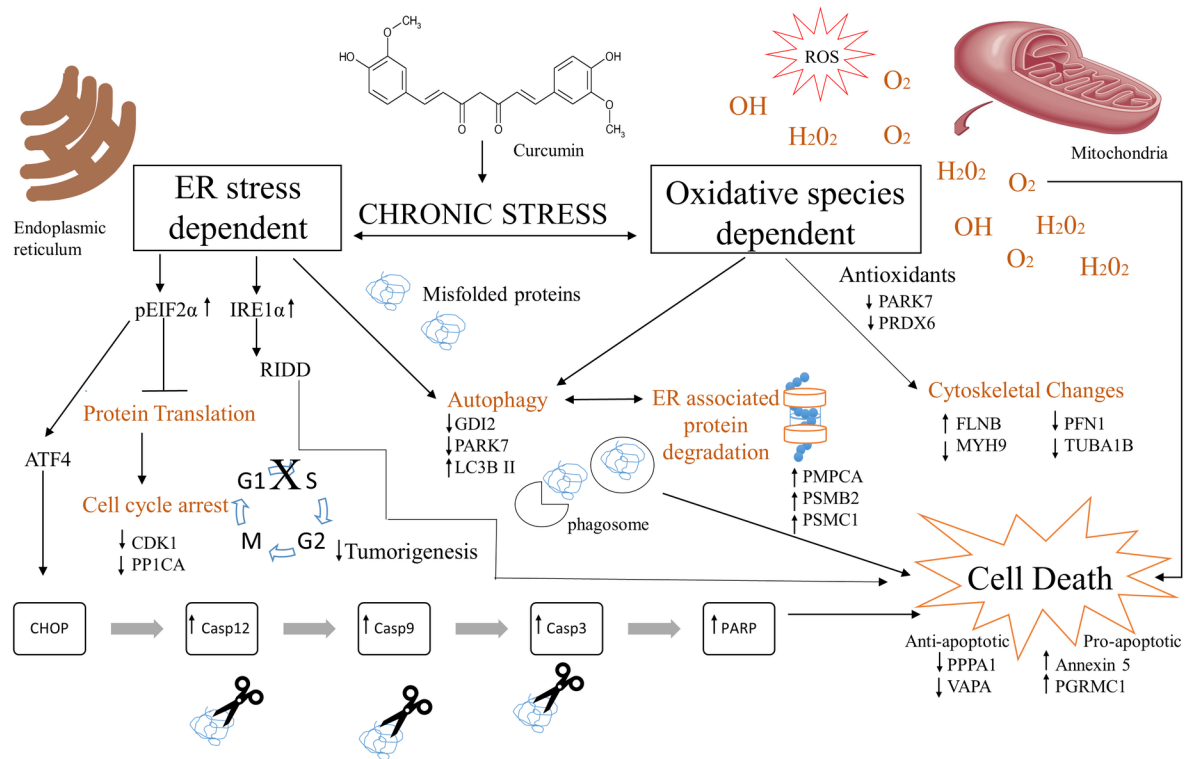 O
CH₃
HO
OH
O
O
O
CH₃
Curcumin
ROS
O₂
OH
H₂0₂
O₂
Mitochondria
H₂0₂
O₂
OH
H₂0₂
O₂
H₂0₂
Endoplasmic
reticulum
ER stress
dependent
CHRONIC STRESS
Oxidative species
dependent
pEIF2α ↑
IRE1α ↑
Misfolded proteins
Antioxidants
↓ PARK7
↓ PRDX6
RIDD
Protein Translation
Autophagy
↓ GDI2
↓ PARK7
↑ LC3B II
ER associated
protein
degradation
↑ PMPCA
↑ PSMB2
↑ PSMC1
Cytoskeletal Changes
↑ FLNB
↓ MYH9
↓ PFN1
↓ TUBA1B
ATF4
Cell cycle arrest
↓ CDK1
↓ PP1CA
G1 X S
M G2
↓ Tumorigenesis
phagosome
Cell Death
CHOP
↑ Casp12
↑ Casp9
↑ Casp3
↑ PARP
Anti-apoptotic
↓ PPPA1
↓ VAPA
Pro-apoptotic
↑ Annexin 5
↑ PGRMC1